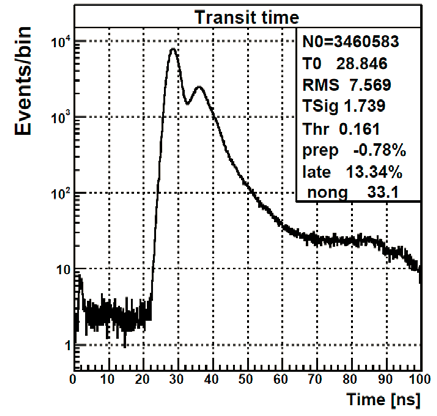 Transit time
Events/bin
N0=3460583
T0 28.846
RMS 7.569
TSig 1.739
Thr 0.161
prep -0.78%
late 13.34%
nong 33.1
10⁴
10³
10²
10
1
0 10 20 30 40 50 60 70 80 90 100
Time [ns]